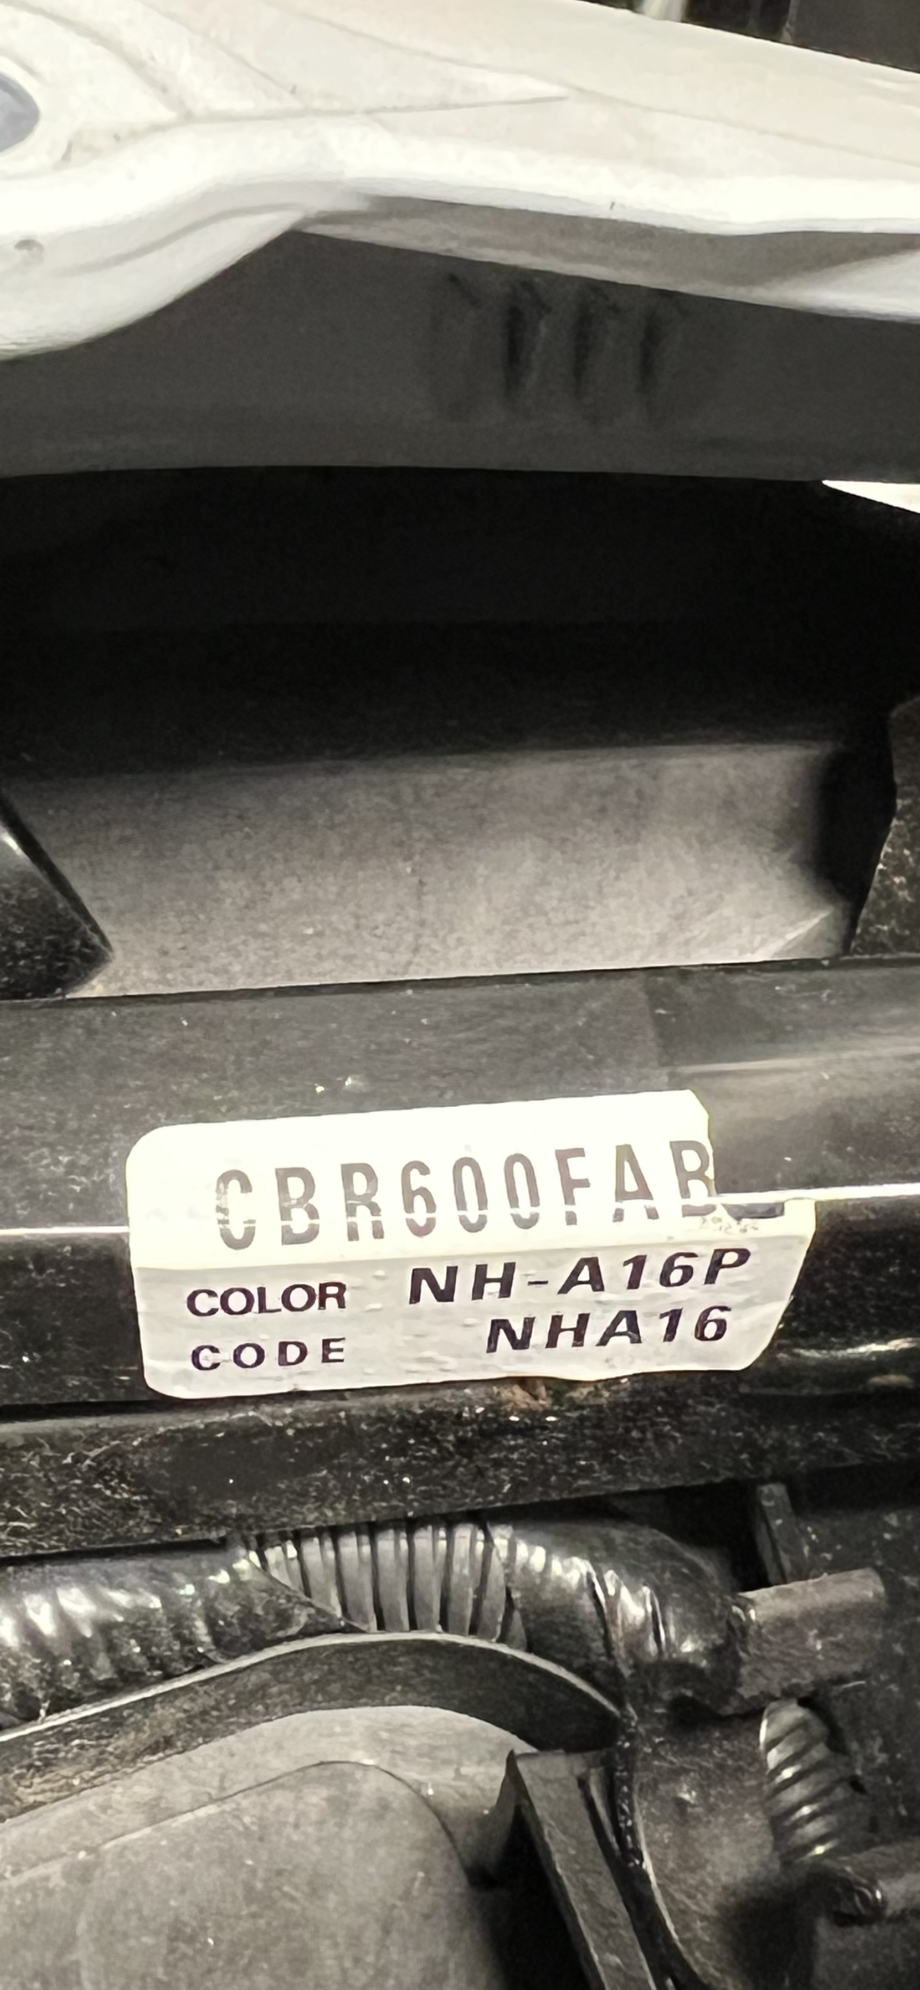 CBR600FAB
COLOR NH-A16P
CODE NHA16